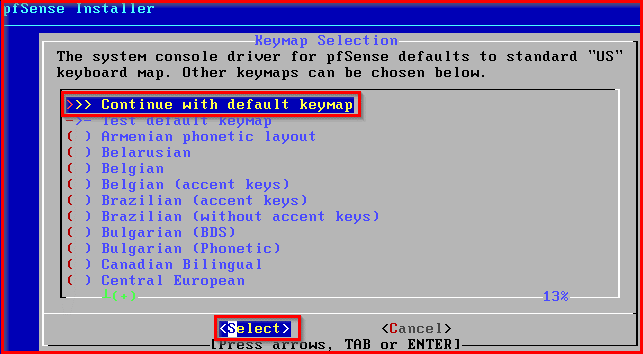 pfSense Installer
Keymap Selection
The system console driver for pfSense defaults to standard "US"
keyboard map. Other keymaps can be chosen below.
>>> Continue with default keymap
->- Test default keymap
( ) Armenian phonetic layout
( ) Belarusian
( ) Belgian
( ) Belgian (accent keys)
( ) Brazilian (accent keys)
( ) Brazilian (without accent keys)
( ) Bulgarian (BDS)
( ) Bulgarian (Phonetic)
( ) Canadian Bilingual
( ) Central European
13%
<Select> <Cancel>
[Press arrows, TAB or ENTER]